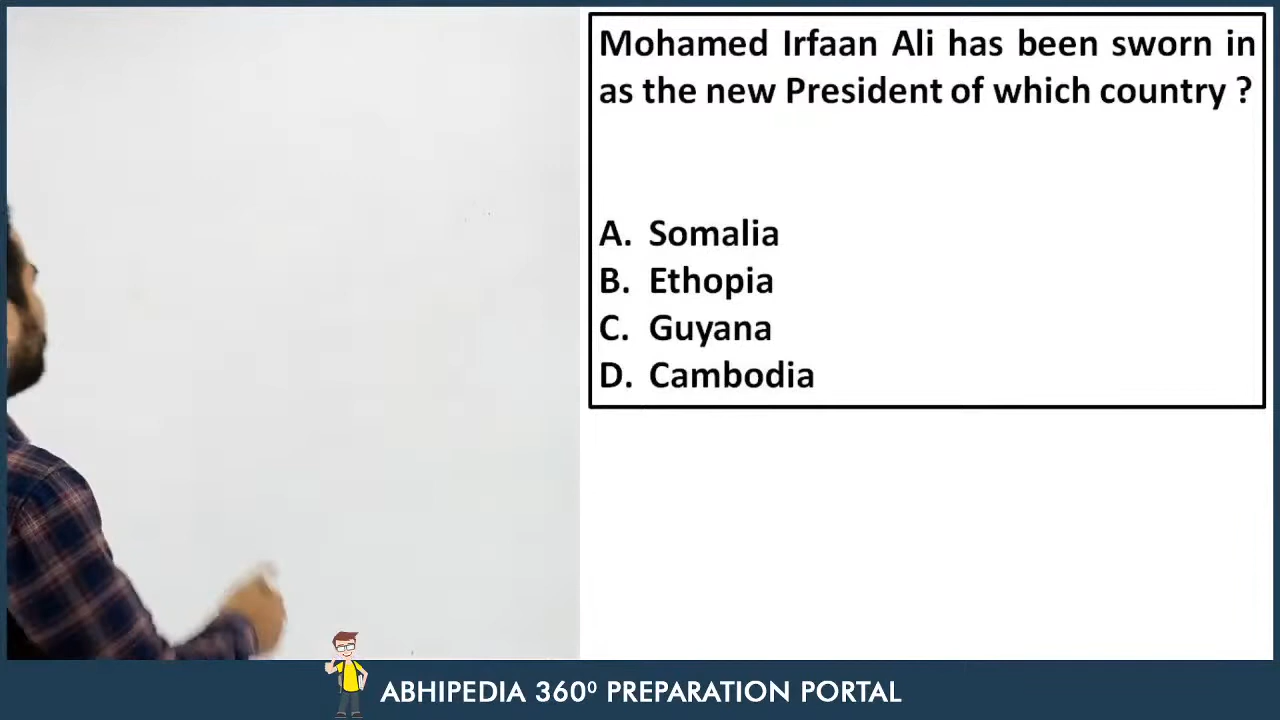 Mohamed Irfaan Ali has been sworn in
as the new President of which country ?
A. Somalia
B. Ethopia
C. Guyana
D. Cambodia
ABHIPEDIA 360⁰ PREPARATION PORTAL